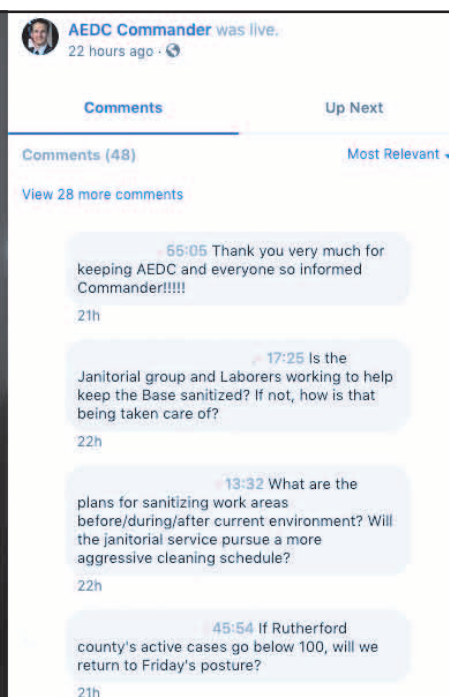 AEDC Commander was live.
22 hours ago ·
Comments
Up Next
Comments (48)
Most Relevant
View 28 more comments
55:05 Thank you very much for
keeping AEDC and everyone so informed
Commander!!!!!
21h
17:25 Is the
Janitorial group and Laborers working to help
keep the Base sanitized? If not, how is that
being taken care of?
22h
13:32 What are the
plans for sanitizing work areas
before/during/after current environment? Will
the janitorial service pursue a more
aggressive cleaning schedule?
22h
45:54 If Rutherford
county's active cases go below 100, will we
return to Friday's posture?
21h